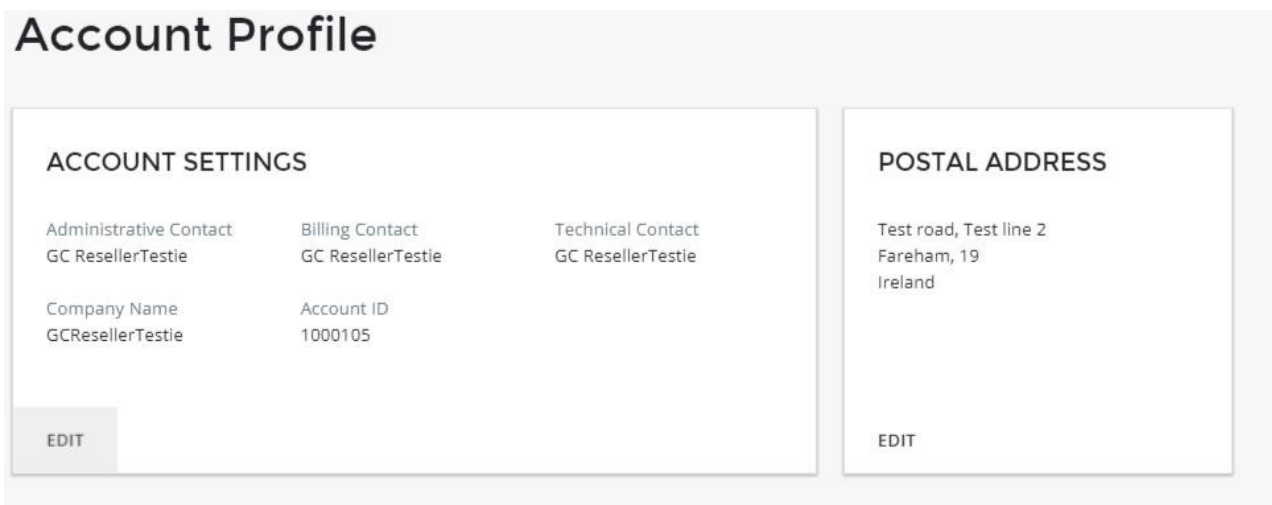 Account Profile
ACCOUNT SETTINGS
Administrative Contact
GC ResellerTestie
Billing Contact
GC ResellerTestie
Technical Contact
GC ResellerTestie
Company Name
GCResellerTestie
Account ID
1000105
EDIT
POSTAL ADDRESS
Test road, Test line 2
Fareham, 19
Ireland
EDIT